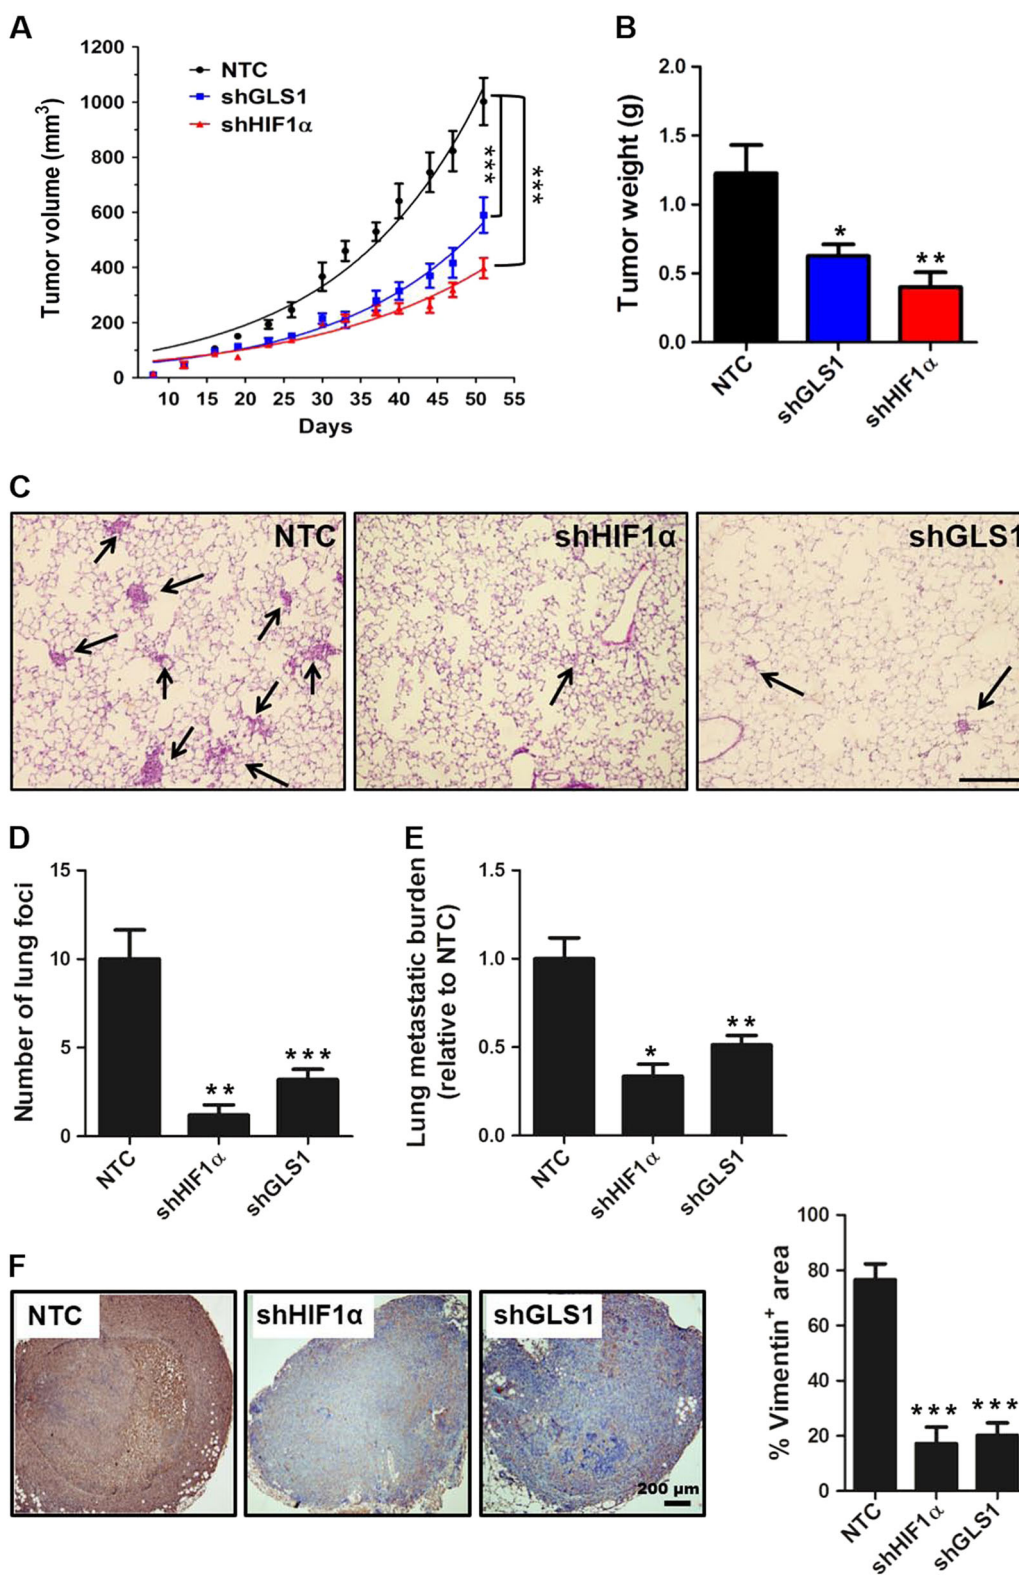 A
Tumor volume (mm³)
1200
1000
800
600
400
200
0
NTC
shGLS1
shHIF1α
***
***
10 15 20 25 30 35 40 45 50 55
Days
B
Tumor weight (g)
2.0
1.5
1.0
0.5
0.0
*
**
NTC
shGLS1
shHIF1α
C
NTC
shHIF1α
shGLS1
D
Number of lung foci
15
10
5
0
**
***
NTC
shHIF1α
shGLS1
E
Lung metastatic burden
(relative to NTC)
1.5
1.0
0.5
0.0
*
**
NTC
shHIF1α
shGLS1
F
NTC
shHIF1α
shGLS1
200 µm
% Vimentin⁺ area
100
80
60
40
20
0
***
***
NTC
shHIF1α
shGLS1